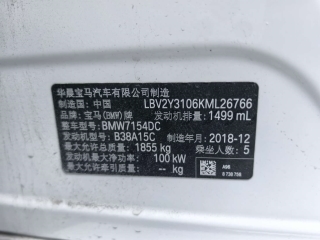 华晨宝马汽车有限公司制造
制造国：中国 LBV2Y3106KML26766
品牌：宝马(BMW)牌 发动机排量：1499 mL
整车型号：BMW7154DC
发动机型号：B38A15C 制造年月：2018-12
最大允许总质量：1855 kg 乘坐人数：5
发动机最大净功率：100 kW
最大允许牵引质量：-- kg